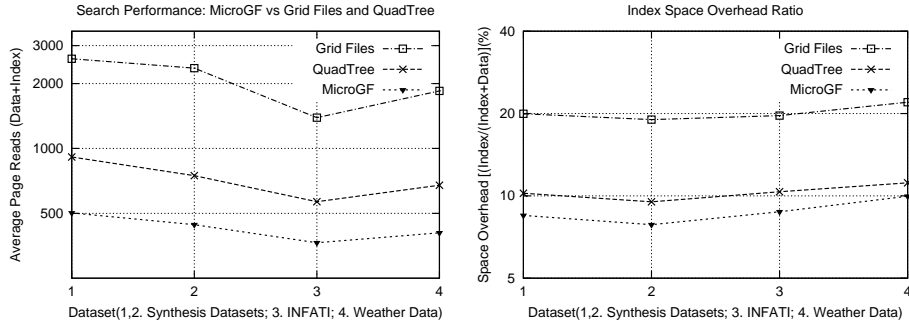 Search Performance: MicroGF vs Grid Files and QuadTree
Average Page Reads (Data+Index)
3000
2000
1000
500
Grid Files
QuadTree
MicroGF
1 2 3 4
Dataset(1,2. Synthesis Datasets; 3. INFATI; 4. Weather Data)
Index Space Overhead Ratio
Space Overhead [(Index/(Index+Data)](%)
40
20
10
5
Grid Files
QuadTree
MicroGF
1 2 3 4
Dataset(1,2. Synthesis Datasets; 3. INFATI; 4. Weather Data)